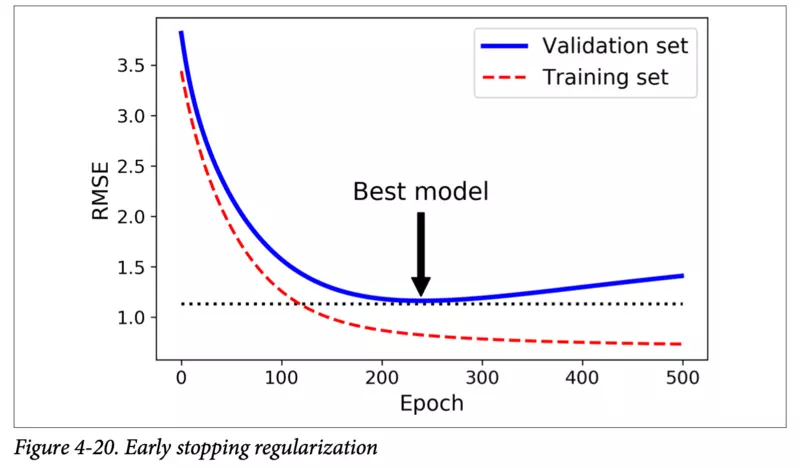 Validation set
Training set
Best model
RMSE
3.5
3.0
2.5
2.0
1.5
1.0
0
100
200
300
400
500
Epoch
Figure 4-20. Early stopping regularization